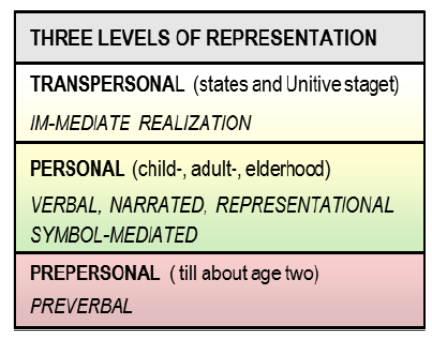 THREE LEVELS OF REPRESENTATION
TRANSPERSONAL (states and Unitive staget)
IM-MEDIATE REALIZATION
PERSONAL (child-, adult-, elderhood)
VERBAL, NARRATED, REPRESENTATIONAL
SYMBOL-MEDIATED
PREPERSONAL ( till about age two)
PREVERBAL